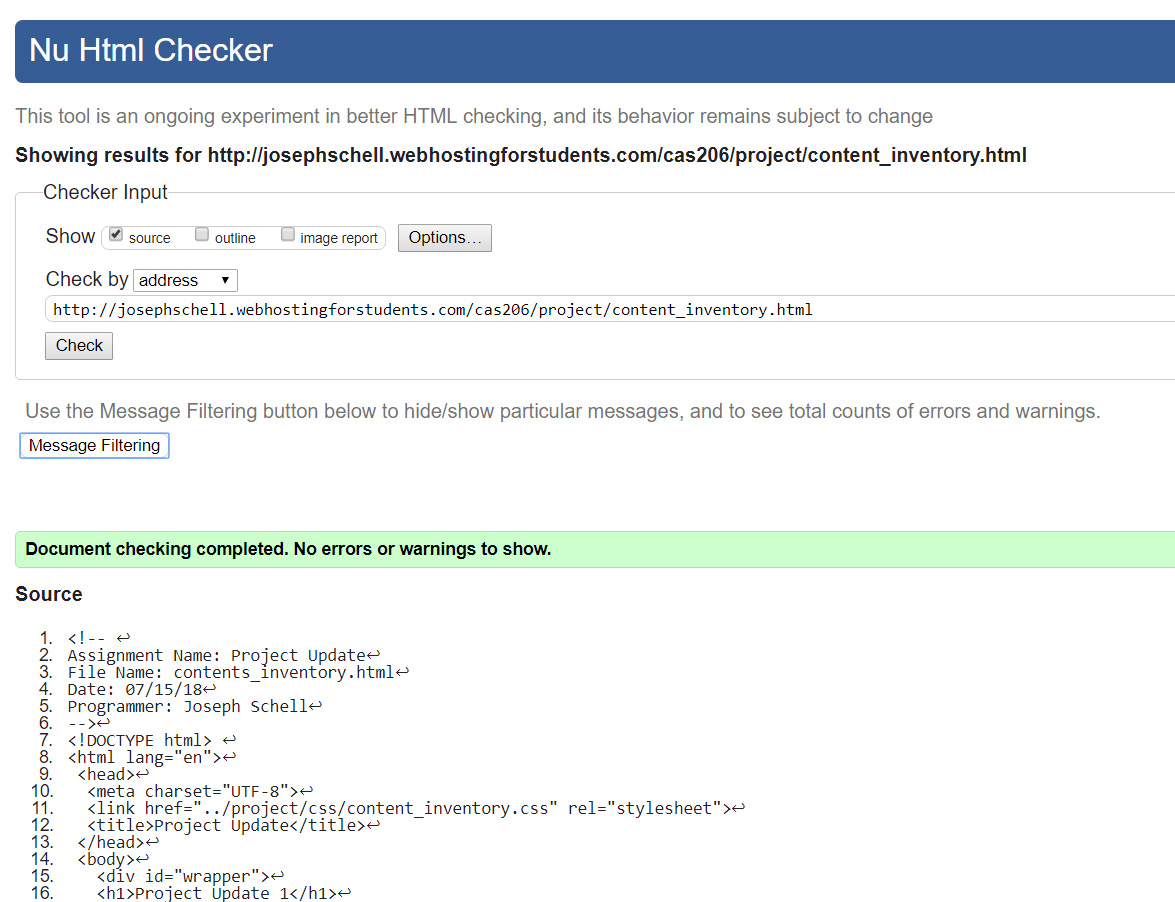 Nu Html Checker
This tool is an ongoing experiment in better HTML checking, and its behavior remains subject to change
Showing results for http://josephschell.webhostingforstudents.com/cas206/project/content_inventory.html
Checker Input
Show source outline image report Options...
Check by address ▼
http://josephschell.webhostingforstudents.com/cas206/project/content_inventory.html
Check
Use the Message Filtering button below to hide/show particular messages, and to see total counts of errors and warnings.
Message Filtering
Document checking completed. No errors or warnings to show.
Source
1. <!-- ↩
2. Assignment Name: Project Update↩
3. File Name: contents_inventory.html↩
4. Date: 07/15/18↩
5. Programmer: Joseph Schell↩
6. -->↩
7. <!DOCTYPE html> ↩
8. <html lang="en">↩
9. <head>↩
10. <meta charset="UTF-8">↩
11. <link href="../project/css/content_inventory.css" rel="stylesheet">↩
12. <title>Project Update</title>↩
13. </head>↩
14. <body>↩
15. <div id="wrapper">↩
16. <h1>Project Update 1</h1>↩